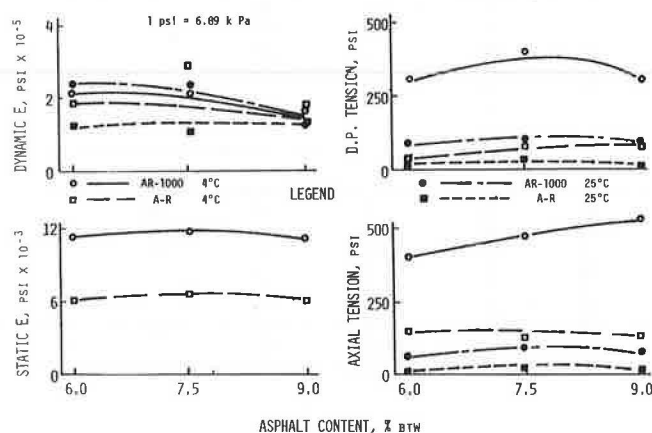 1 psi = 6.89 k Pa
DYNAMIC E, PSI X 10⁻⁵
4
2
0
D.P. TENSION, PSI
500
250
0
○ AR-1000 4°C
□ A-R 4°C
LEGEND
● AR-1000 25°C
■ A-R 25°C
STATIC E, PSI X 10⁻³
12
6
0
6.0 7.5 9.0
AXIAL TENSION, PSI
500
250
0
6.0 7.5 9.0
ASPHALT CONTENT, % BTW